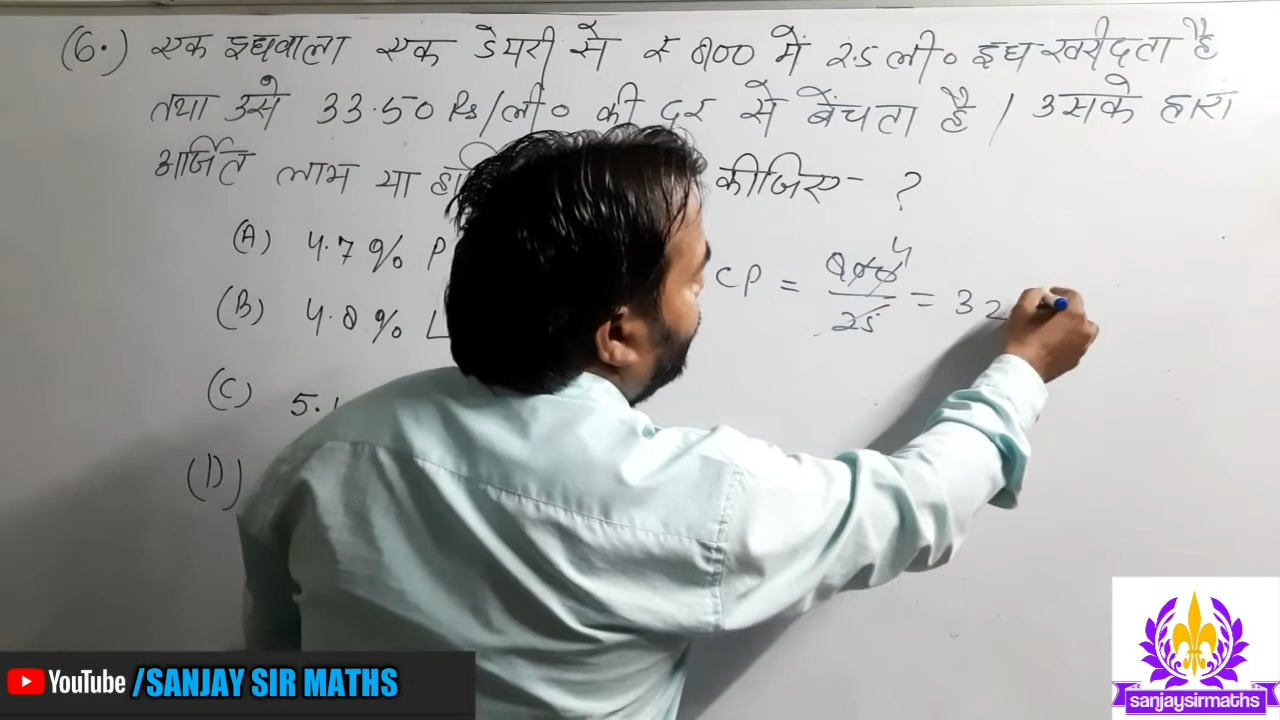 (6.) एक दूधवाला एक डेयरी से ₹ 800 में 25 ली० दूध खरीदता है
तथा उसे 33.50 Rs/ली० की दर से बेंचता है / उसके द्वारा
अर्जित लाभ या कीजिए - ?
(A) 4.7 % P
(B) 4.8 % L
(C) 5.
(D)
CP = 800/25 = 32
4
YouTube /SANJAY SIR MATHS
sanjaysirmaths